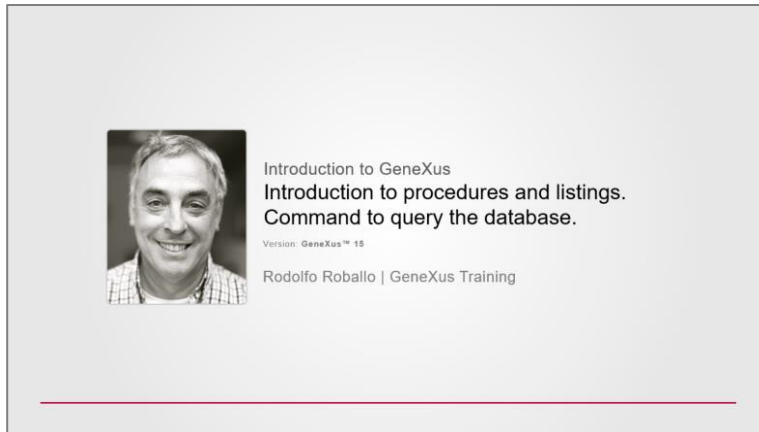 Introduction to GeneXus
Introduction to procedures and listings.
Command to query the database.
Version: GeneXus™ 15
Rodolfo Roballo | GeneXus Training